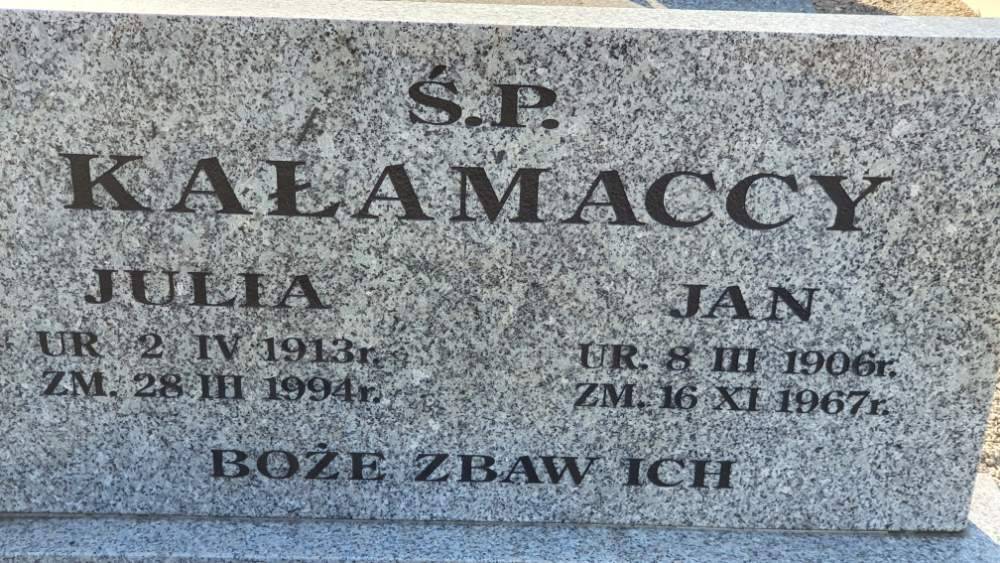 Ś.P.
KAŁAMACCY
JULIA
UR 2 IV 1913r.
ZM. 28 III 1994r.
JAN
UR. 8 III 1906r.
ZM. 16 XI 1967r.
BOŻE ZBAW ICH